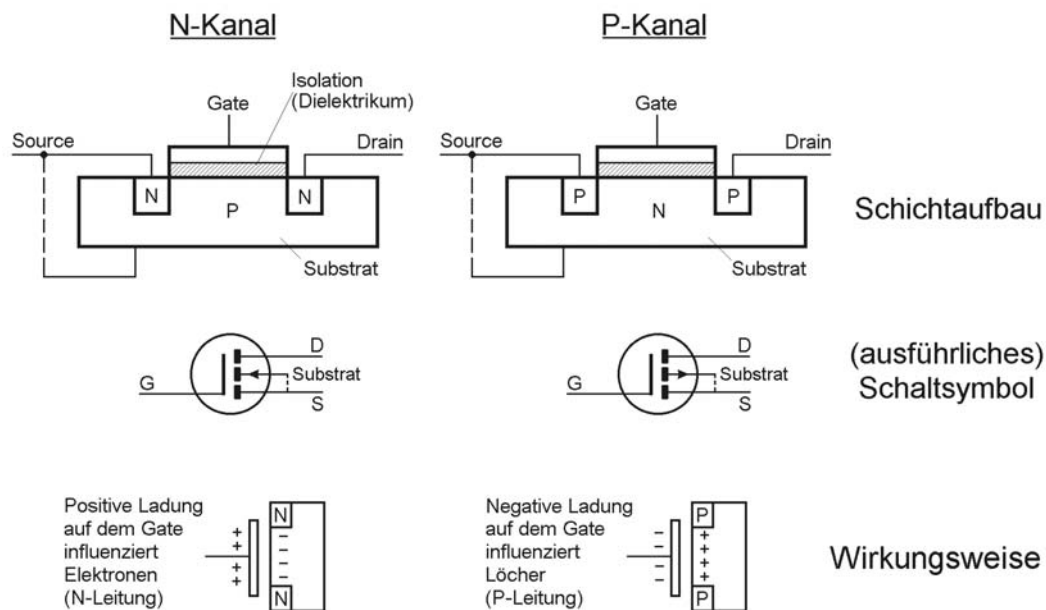 N-Kanal
P-Kanal
Isolation
(Dielektrikum)
Gate
Source
Drain
N
N
P
Substrat
Gate
Source
Drain
P
P
N
Substrat
Schichtaufbau
D
Substrat
G
S
D
Substrat
G
S
(ausführliches)
Schaltsymbol
Positive Ladung
auf dem Gate
influenziert
Elektronen
(N-Leitung)
+
+
+
+
N
–
–
–
–
N
Negative Ladung
auf dem Gate
influenziert
Löcher
(P-Leitung)
–
–
–
–
P
+
+
+
+
P
Wirkungsweise